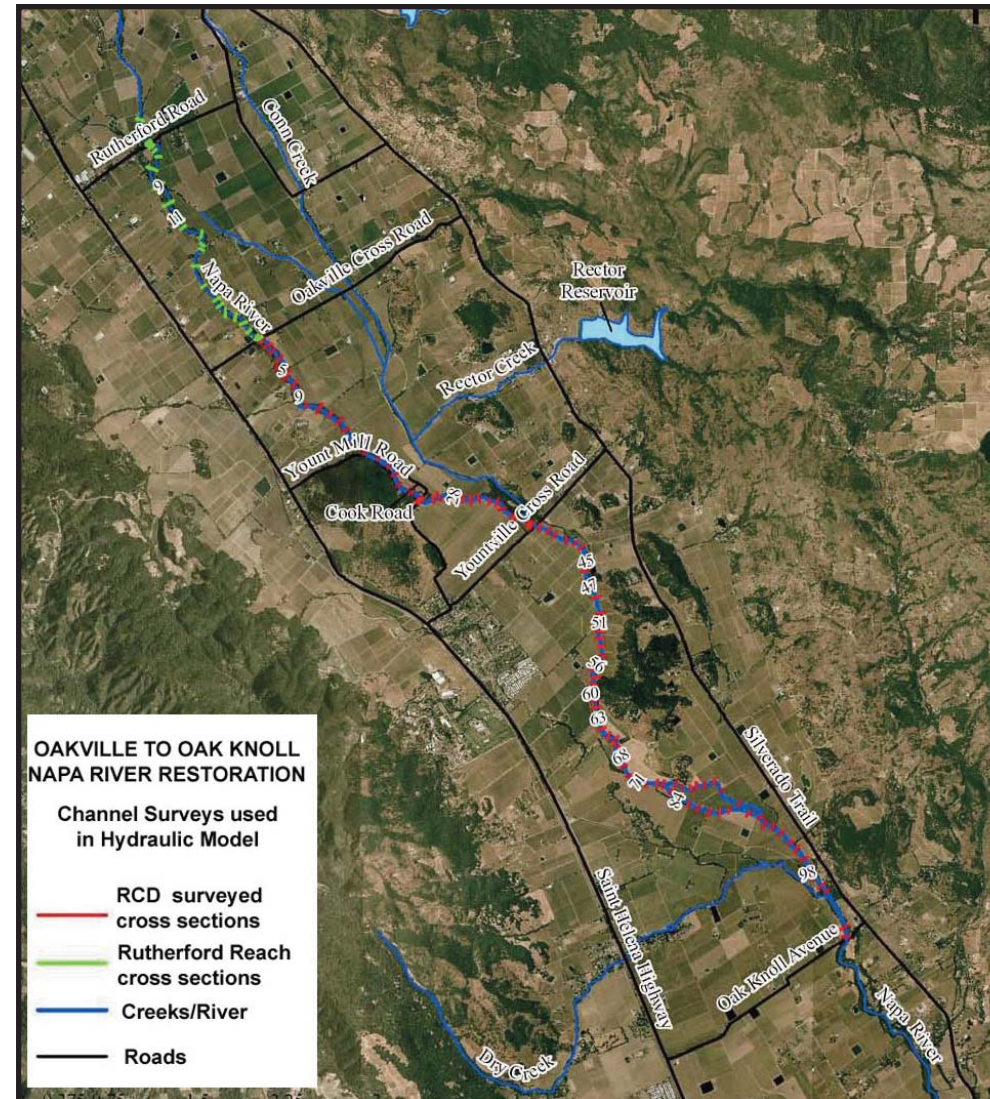 Rutherford Road
Conn Creek
9
11
Napa River
Oakville Cross Road
Rector
Reservoir
5
9
Rector Creek
Yount Mill Road
Cook Road
Yountville Cross Road
45
47
51
56
60
63
68
71
Silverado Trail
Saint Helena Highway
Oak Knoll Avenue
Napa River
Dry Creek
OAKVILLE TO OAK KNOLL
NAPA RIVER RESTORATION
Channel Surveys used
in Hydraulic Model
RCD surveyed
cross sections
Rutherford Reach
cross sections
Creeks/River
Roads